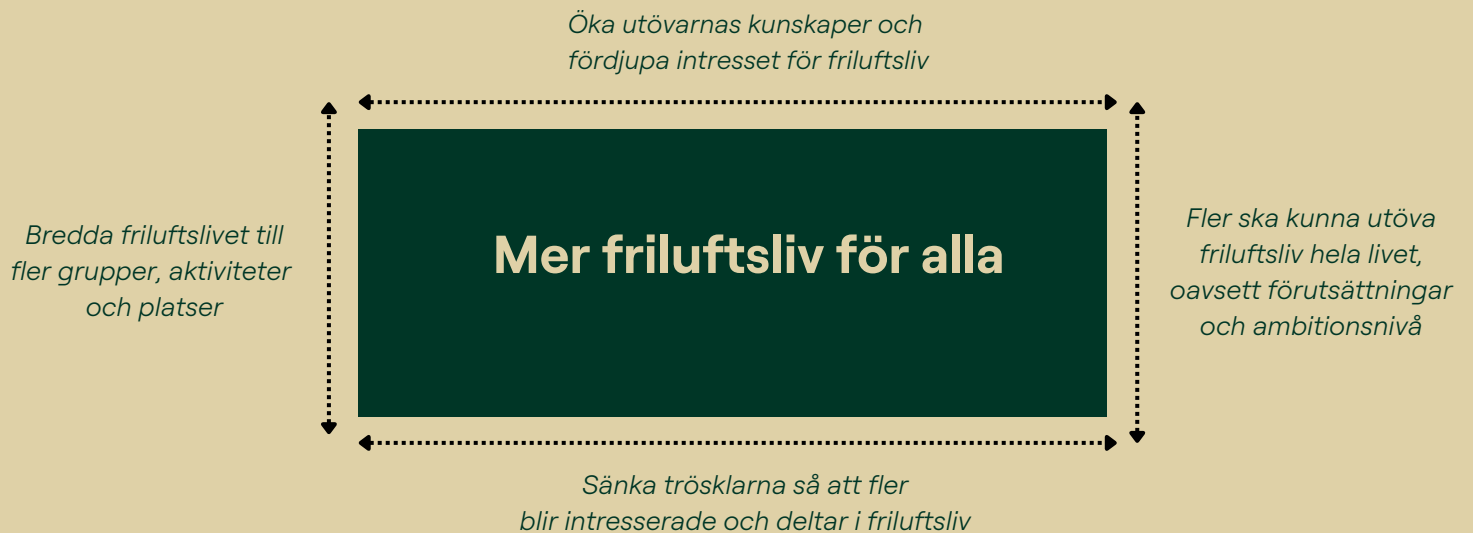 Öka utövarnas kunskaper och
fördjupa intresset för friluftsliv
Bredda friluftslivet till
fler grupper, aktiviteter
och platser
Mer friluftsliv för alla
Fler ska kunna utöva
friluftsliv hela livet,
oavsett förutsättningar
och ambitionsnivå
Sänka trösklarna så att fler
blir intresserade och deltar i friluftsliv